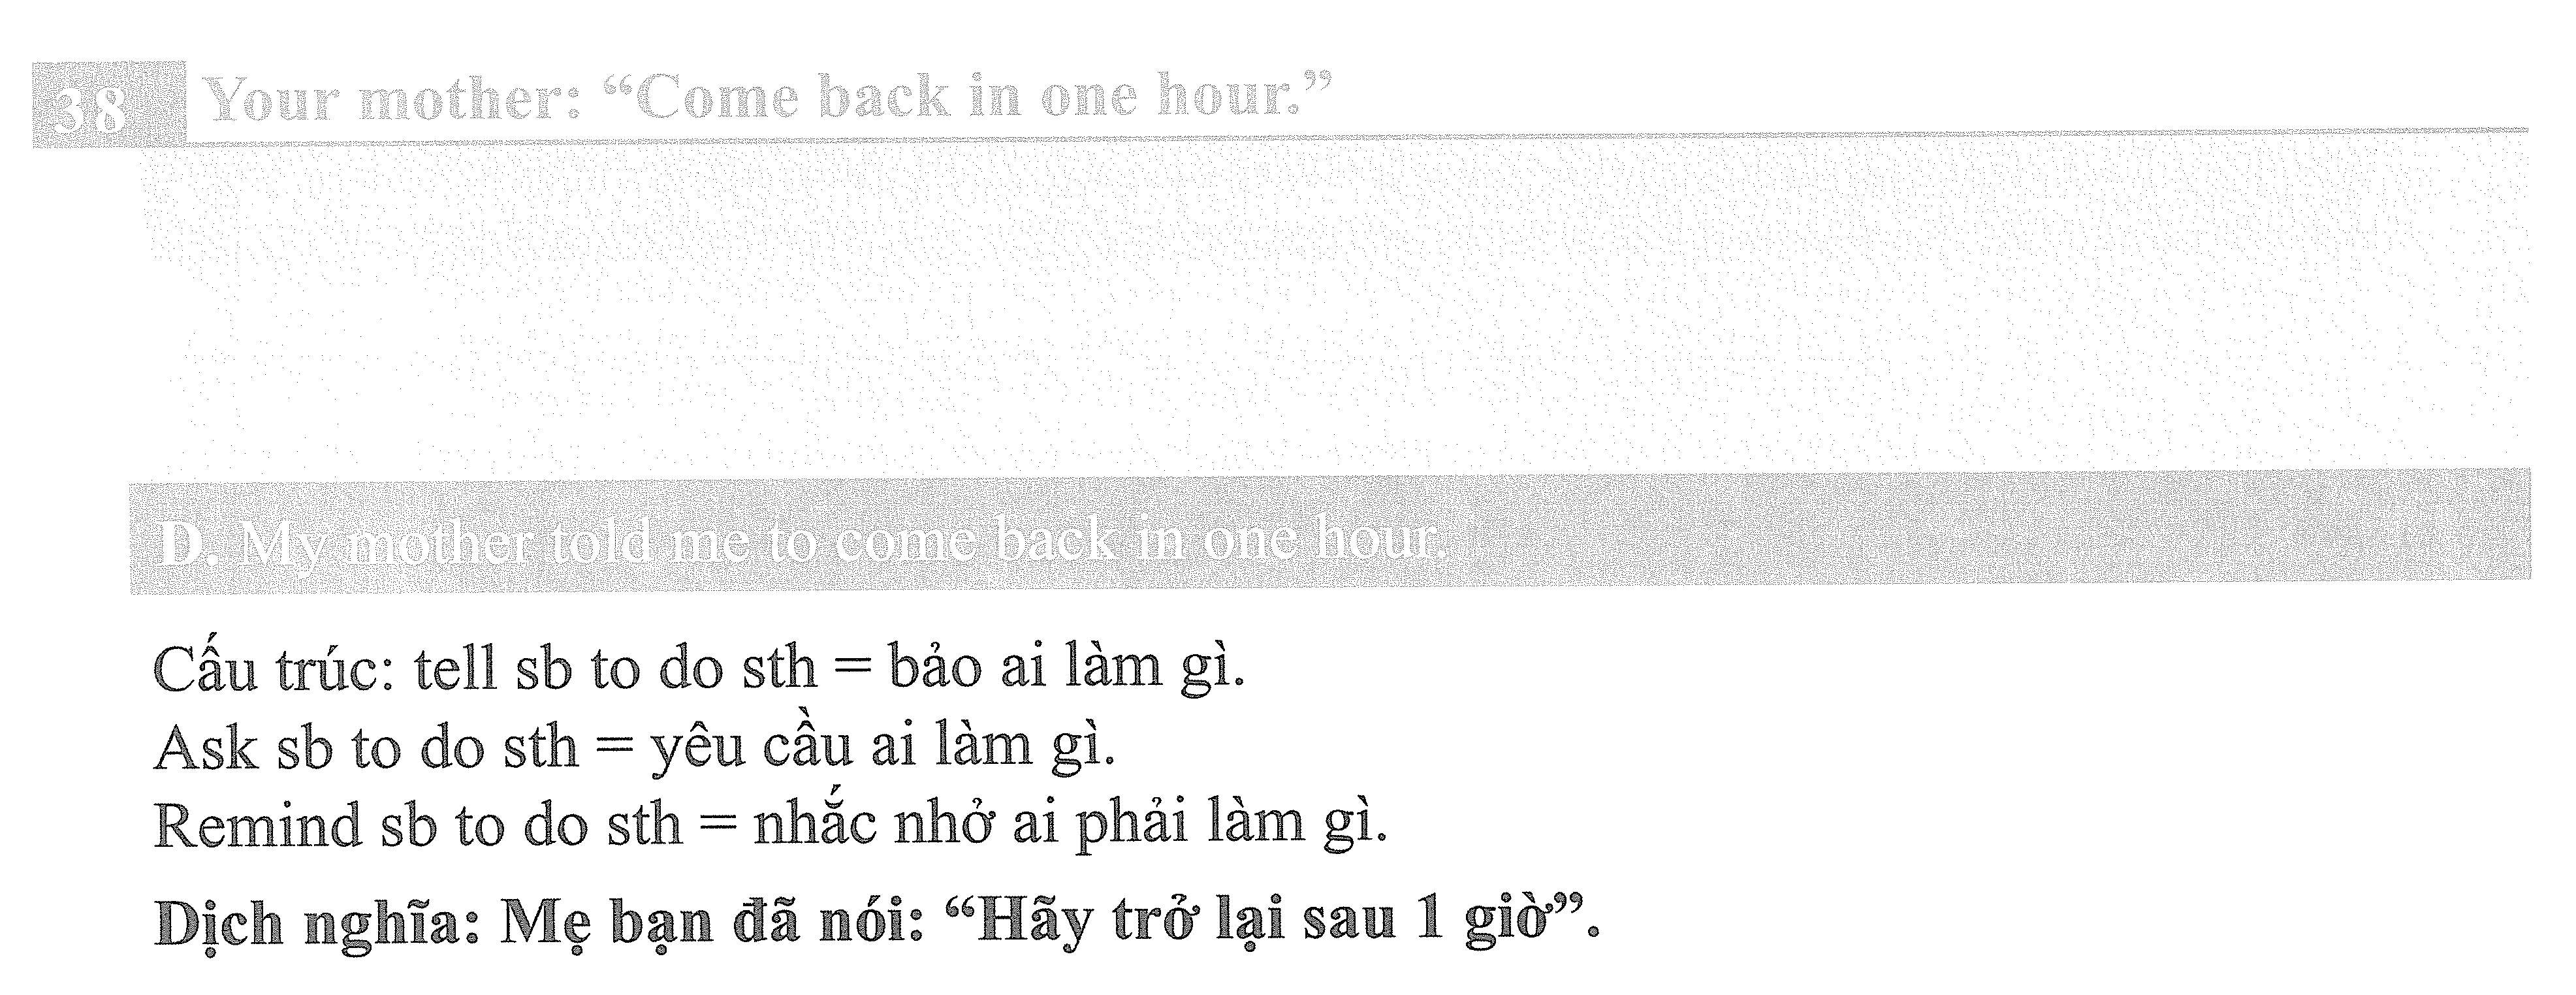 38 Your mother: “Come back in one hour.”
D. My mother told me to come back in one hour.
Cấu trúc: tell sb to do sth = bảo ai làm gì.
Ask sb to do sth = yêu cầu ai làm gì.
Remind sb to do sth = nhắc nhở ai phải làm gì.
Dịch nghĩa: Mẹ bạn đã nói: “Hãy trở lại sau 1 giờ”.